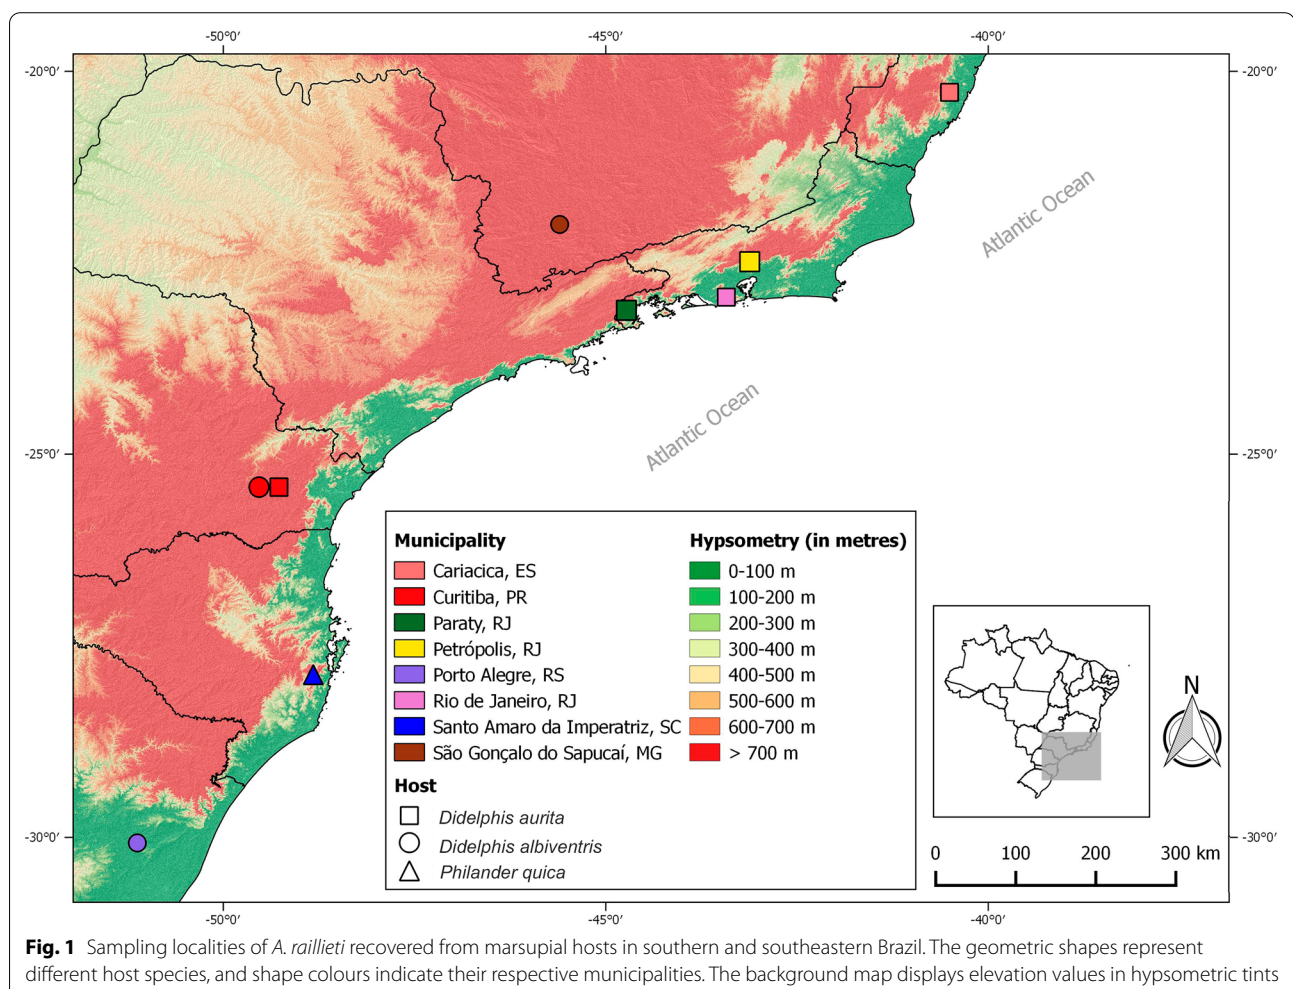 -50°0′ -45°0′ -40°0′
-20°0′ -20°0′
Atlantic Ocean
Atlantic Ocean
-25°0′ -25°0′
Municipality
Cariacica, ES
Curitiba, PR
Paraty, RJ
Petrópolis, RJ
Porto Alegre, RS
Rio de Janeiro, RJ
Santo Amaro da Imperatriz, SC
São Gonçalo do Sapucaí, MG
Hypsometry (in metres)
0-100 m
100-200 m
200-300 m
300-400 m
400-500 m
500-600 m
600-700 m
> 700 m
Host
Didelphis aurita
Didelphis albiventris
Philander quica
N
-30°0′ -30°0′
0 100 200 300 km
-50°0′ -45°0′ -40°0′
Fig. 1 Sampling localities of A. raillieti recovered from marsupial hosts in southern and southeastern Brazil. The geometric shapes represent
different host species, and shape colours indicate their respective municipalities. The background map displays elevation values in hypsometric tints